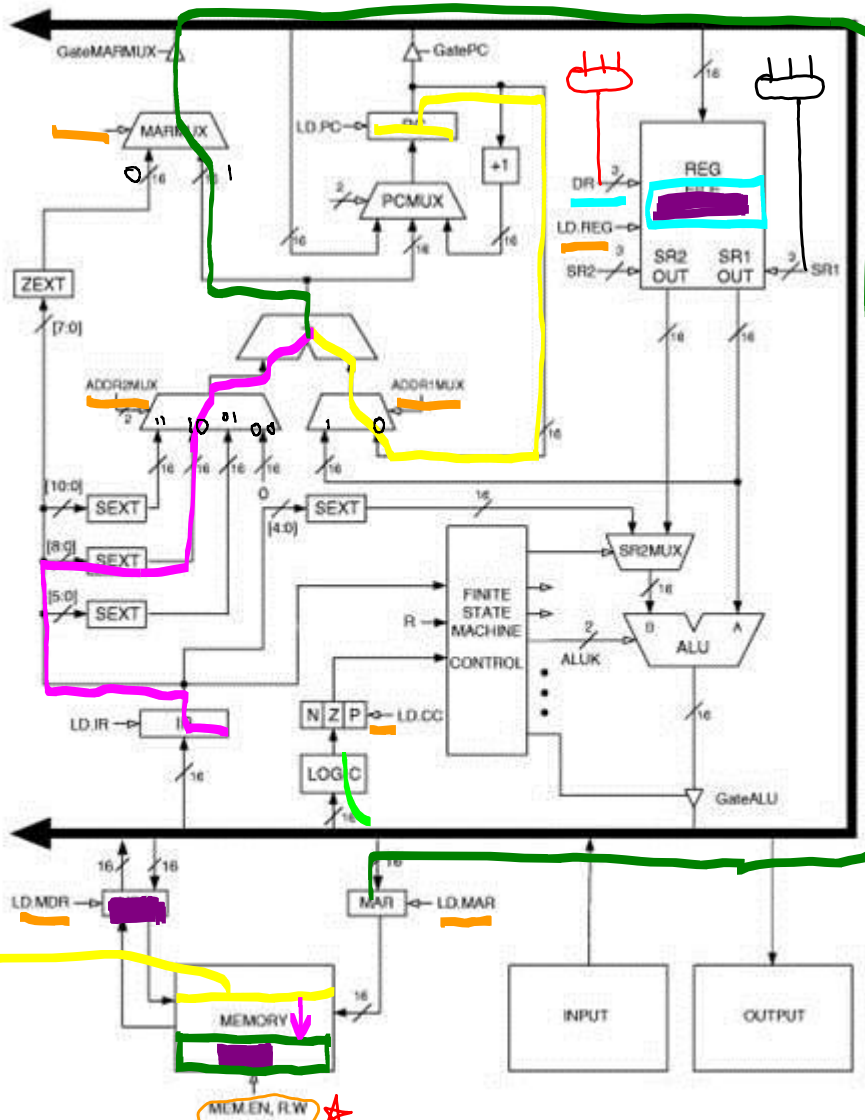 GateMARMUX
GatePC
16
MARMUX
LD.PC
+1
REG
DR
3
0
16
16
1
2
PCMUX
LD.REG
16
16
16
SR2
3
SR2
OUT
SR1
OUT
3
SR1
ZEXT
[7:0]
16
16
ADDR2MUX
ADDR1MUX
2
11
10
01
00
1
0
16
16
16
16
16
16
[10:0]
SEXT
0
[4:0]
SEXT
16
[8:0]
SEXT
SR2MUX
[5:0]
SEXT
16
FINITE
STATE
MACHINE
CONTROL
R
2
ALUK
B
ALU
A
LD.IR
N Z P
LD.CC
16
16
LOGIC
16
GateALU
16
16
16
LD.MDR
MAR
LD.MAR
16
MEMORY
INPUT
OUTPUT
MEM.EN, R.W